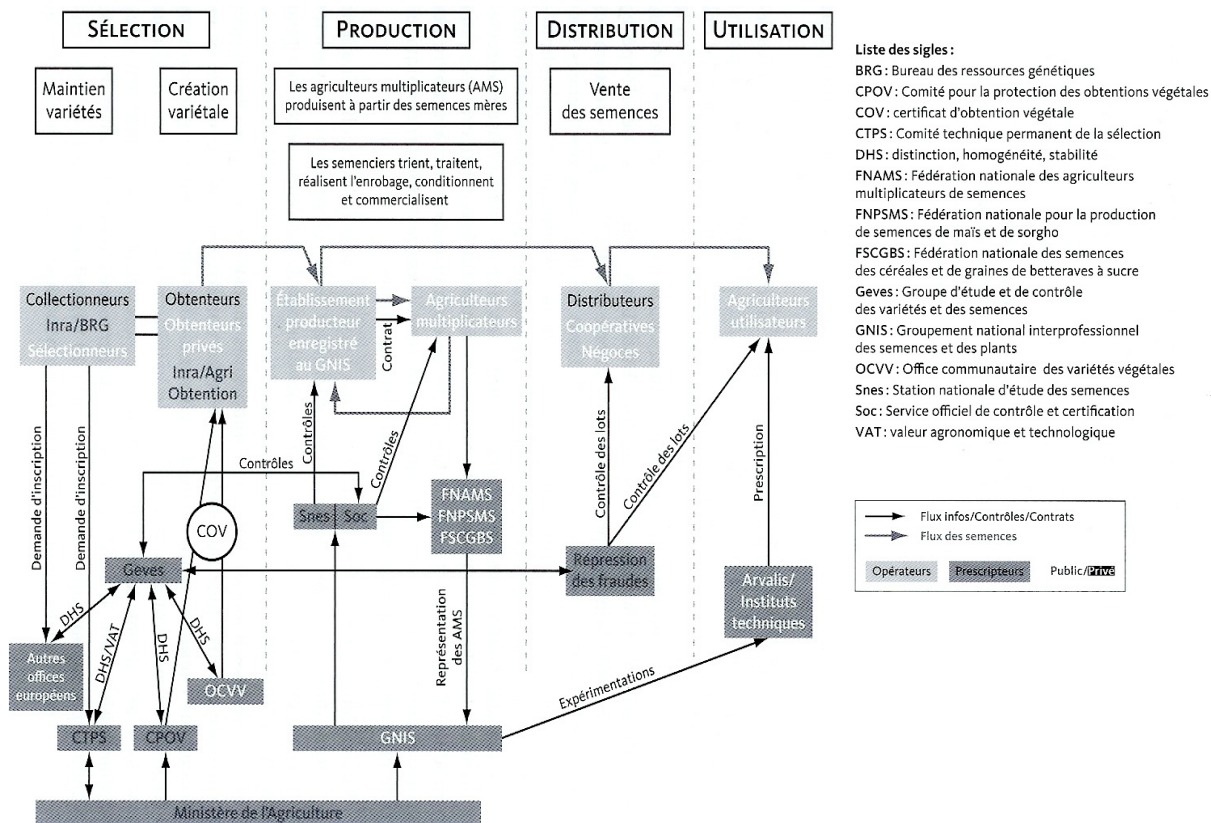 SÉLECTION
PRODUCTION
DISTRIBUTION
UTILISATION
Maintien
variétés
Création
variétale
Les agriculteurs multiplicateurs (AMS)
produisent à partir des semences mères
Vente
des semences
Les semenciers trient, traitent,
réalisent l'enrobage, conditionnent
et commercialisent
Collectionneurs
Inra/BRG
Sélectionneurs
Obtenteurs
Obtenteurs
privés
Inra/Agri
Obtention
Établissement
producteur
enregistré
au GNIS
Contrat
Agriculteurs
multiplicateurs
Distributeurs
Coopératives
Négoces
Agriculteurs
utilisateurs
Demande d'inscription
Demande d'inscription
Contrôles
Contrôles
Contrôles
Contrôle des lots
Contrôle des lots
Prescription
COV
Snes
Soc
FNAMS
FNPSMS
FSCGBS
Geves
Répression
des fraudes
Arvalis/
Instituts
techniques
DHS
DHS/VAT
DHS
DHS
Autres
offices
européens
OCVV
Représentation
des AMS
Expérimentations
CTPS
CPOV
GNIS
Ministère de l'Agriculture
Liste des sigles :
BRG : Bureau des ressources génétiques
CPOV : Comité pour la protection des obtentions végétales
COV : certificat d'obtention végétale
CTPS : Comité technique permanent de la sélection
DHS : distinction, homogénéité, stabilité
FNAMS : Fédération nationale des agriculteurs
multiplicateurs de semences
FNPSMS : Fédération nationale pour la production
de semences de maïs et de sorgho
FSCGBS : Fédération nationale des semences
des céréales et de graines de betteraves à sucre
Geves : Groupe d'étude et de contrôle
des variétés et des semences
GNIS : Groupement national interprofessionnel
des semences et des plants
OCVV : Office communautaire des variétés végétales
Snes : Station nationale d'étude des semences
Soc : Service officiel de contrôle et certification
VAT : valeur agronomique et technologique
Flux infos/Contrôles/Contrats
Flux des semences
Opérateurs
Prescripteurs
Public/Privé